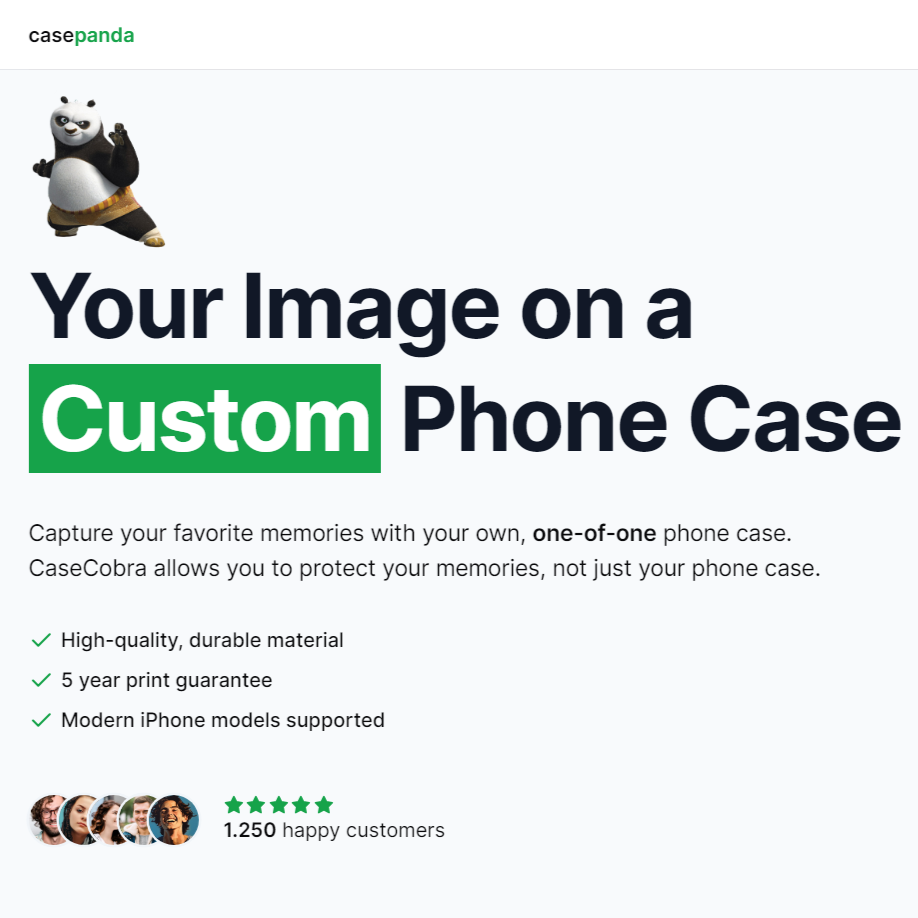 casepanda
Your Image on a
Custom Phone Case
Capture your favorite memories with your own, one-of-one phone case.
CaseCobra allows you to protect your memories, not just your phone case.
High-quality, durable material
5 year print guarantee
Modern iPhone models supported
1.250 happy customers